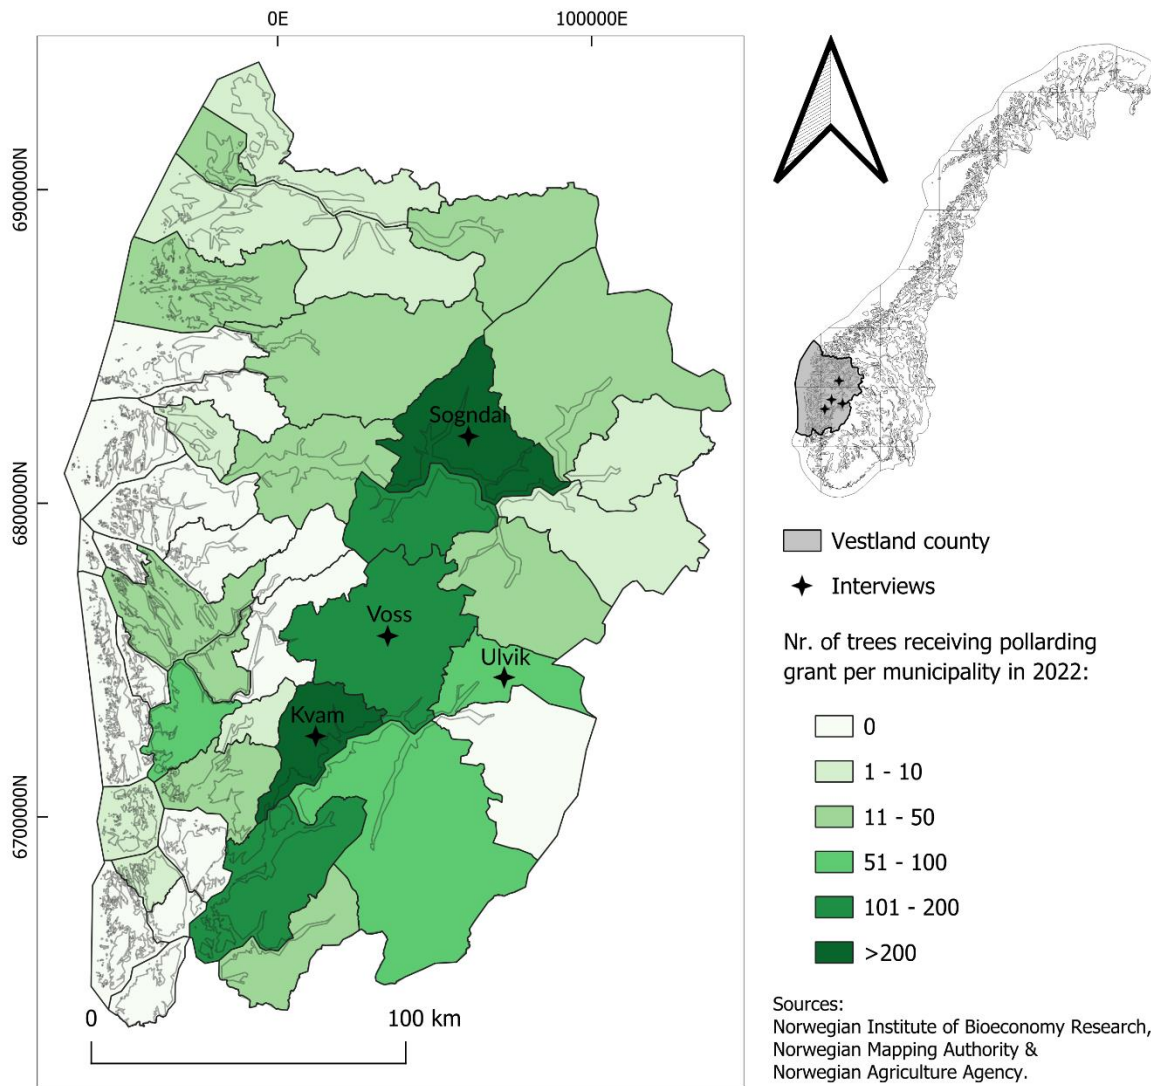 0E
100000E
6900000N
6800000N
6700000N
Sogndal
Voss
Ulvik
Kvam
0
100 km
Vestland county
Interviews
Nr. of trees receiving pollarding
grant per municipality in 2022:
0
1 - 10
11 - 50
51 - 100
101 - 200
>200
Sources:
Norwegian Institute of Bioeconomy Research,
Norwegian Mapping Authority &
Norwegian Agriculture Agency.